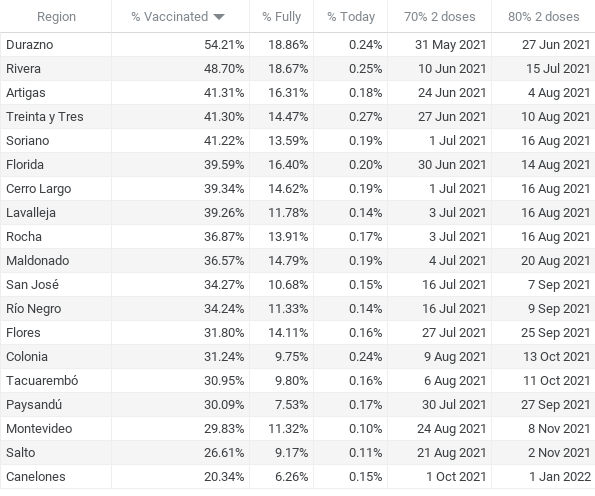 Region % Vaccinated % Fully % Today 70% 2 doses 80% 2 doses
Durazno 54.21% 18.86% 0.24% 31 May 2021 27 Jun 2021
Rivera 48.70% 18.67% 0.25% 10 Jun 2021 15 Jul 2021
Artigas 41.31% 16.31% 0.18% 24 Jun 2021 4 Aug 2021
Treinta y Tres 41.30% 14.47% 0.27% 27 Jun 2021 10 Aug 2021
Soriano 41.22% 13.59% 0.19% 1 Jul 2021 16 Aug 2021
Florida 39.59% 16.40% 0.20% 30 Jun 2021 14 Aug 2021
Cerro Largo 39.34% 14.62% 0.19% 1 Jul 2021 16 Aug 2021
Lavalleja 39.26% 11.78% 0.14% 3 Jul 2021 16 Aug 2021
Rocha 36.87% 13.91% 0.17% 3 Jul 2021 16 Aug 2021
Maldonado 36.57% 14.79% 0.19% 4 Jul 2021 20 Aug 2021
San José 34.27% 10.68% 0.15% 16 Jul 2021 7 Sep 2021
Río Negro 34.24% 11.33% 0.14% 16 Jul 2021 9 Sep 2021
Flores 31.80% 14.11% 0.16% 27 Jul 2021 25 Sep 2021
Colonia 31.24% 9.75% 0.24% 9 Aug 2021 13 Oct 2021
Tacuarembó 30.95% 9.80% 0.16% 6 Aug 2021 11 Oct 2021
Paysandú 30.09% 7.53% 0.17% 30 Jul 2021 27 Sep 2021
Montevideo 29.83% 11.32% 0.10% 24 Aug 2021 8 Nov 2021
Salto 26.61% 9.17% 0.11% 21 Aug 2021 2 Nov 2021
Canelones 20.34% 6.26% 0.15% 1 Oct 2021 1 Jan 2022